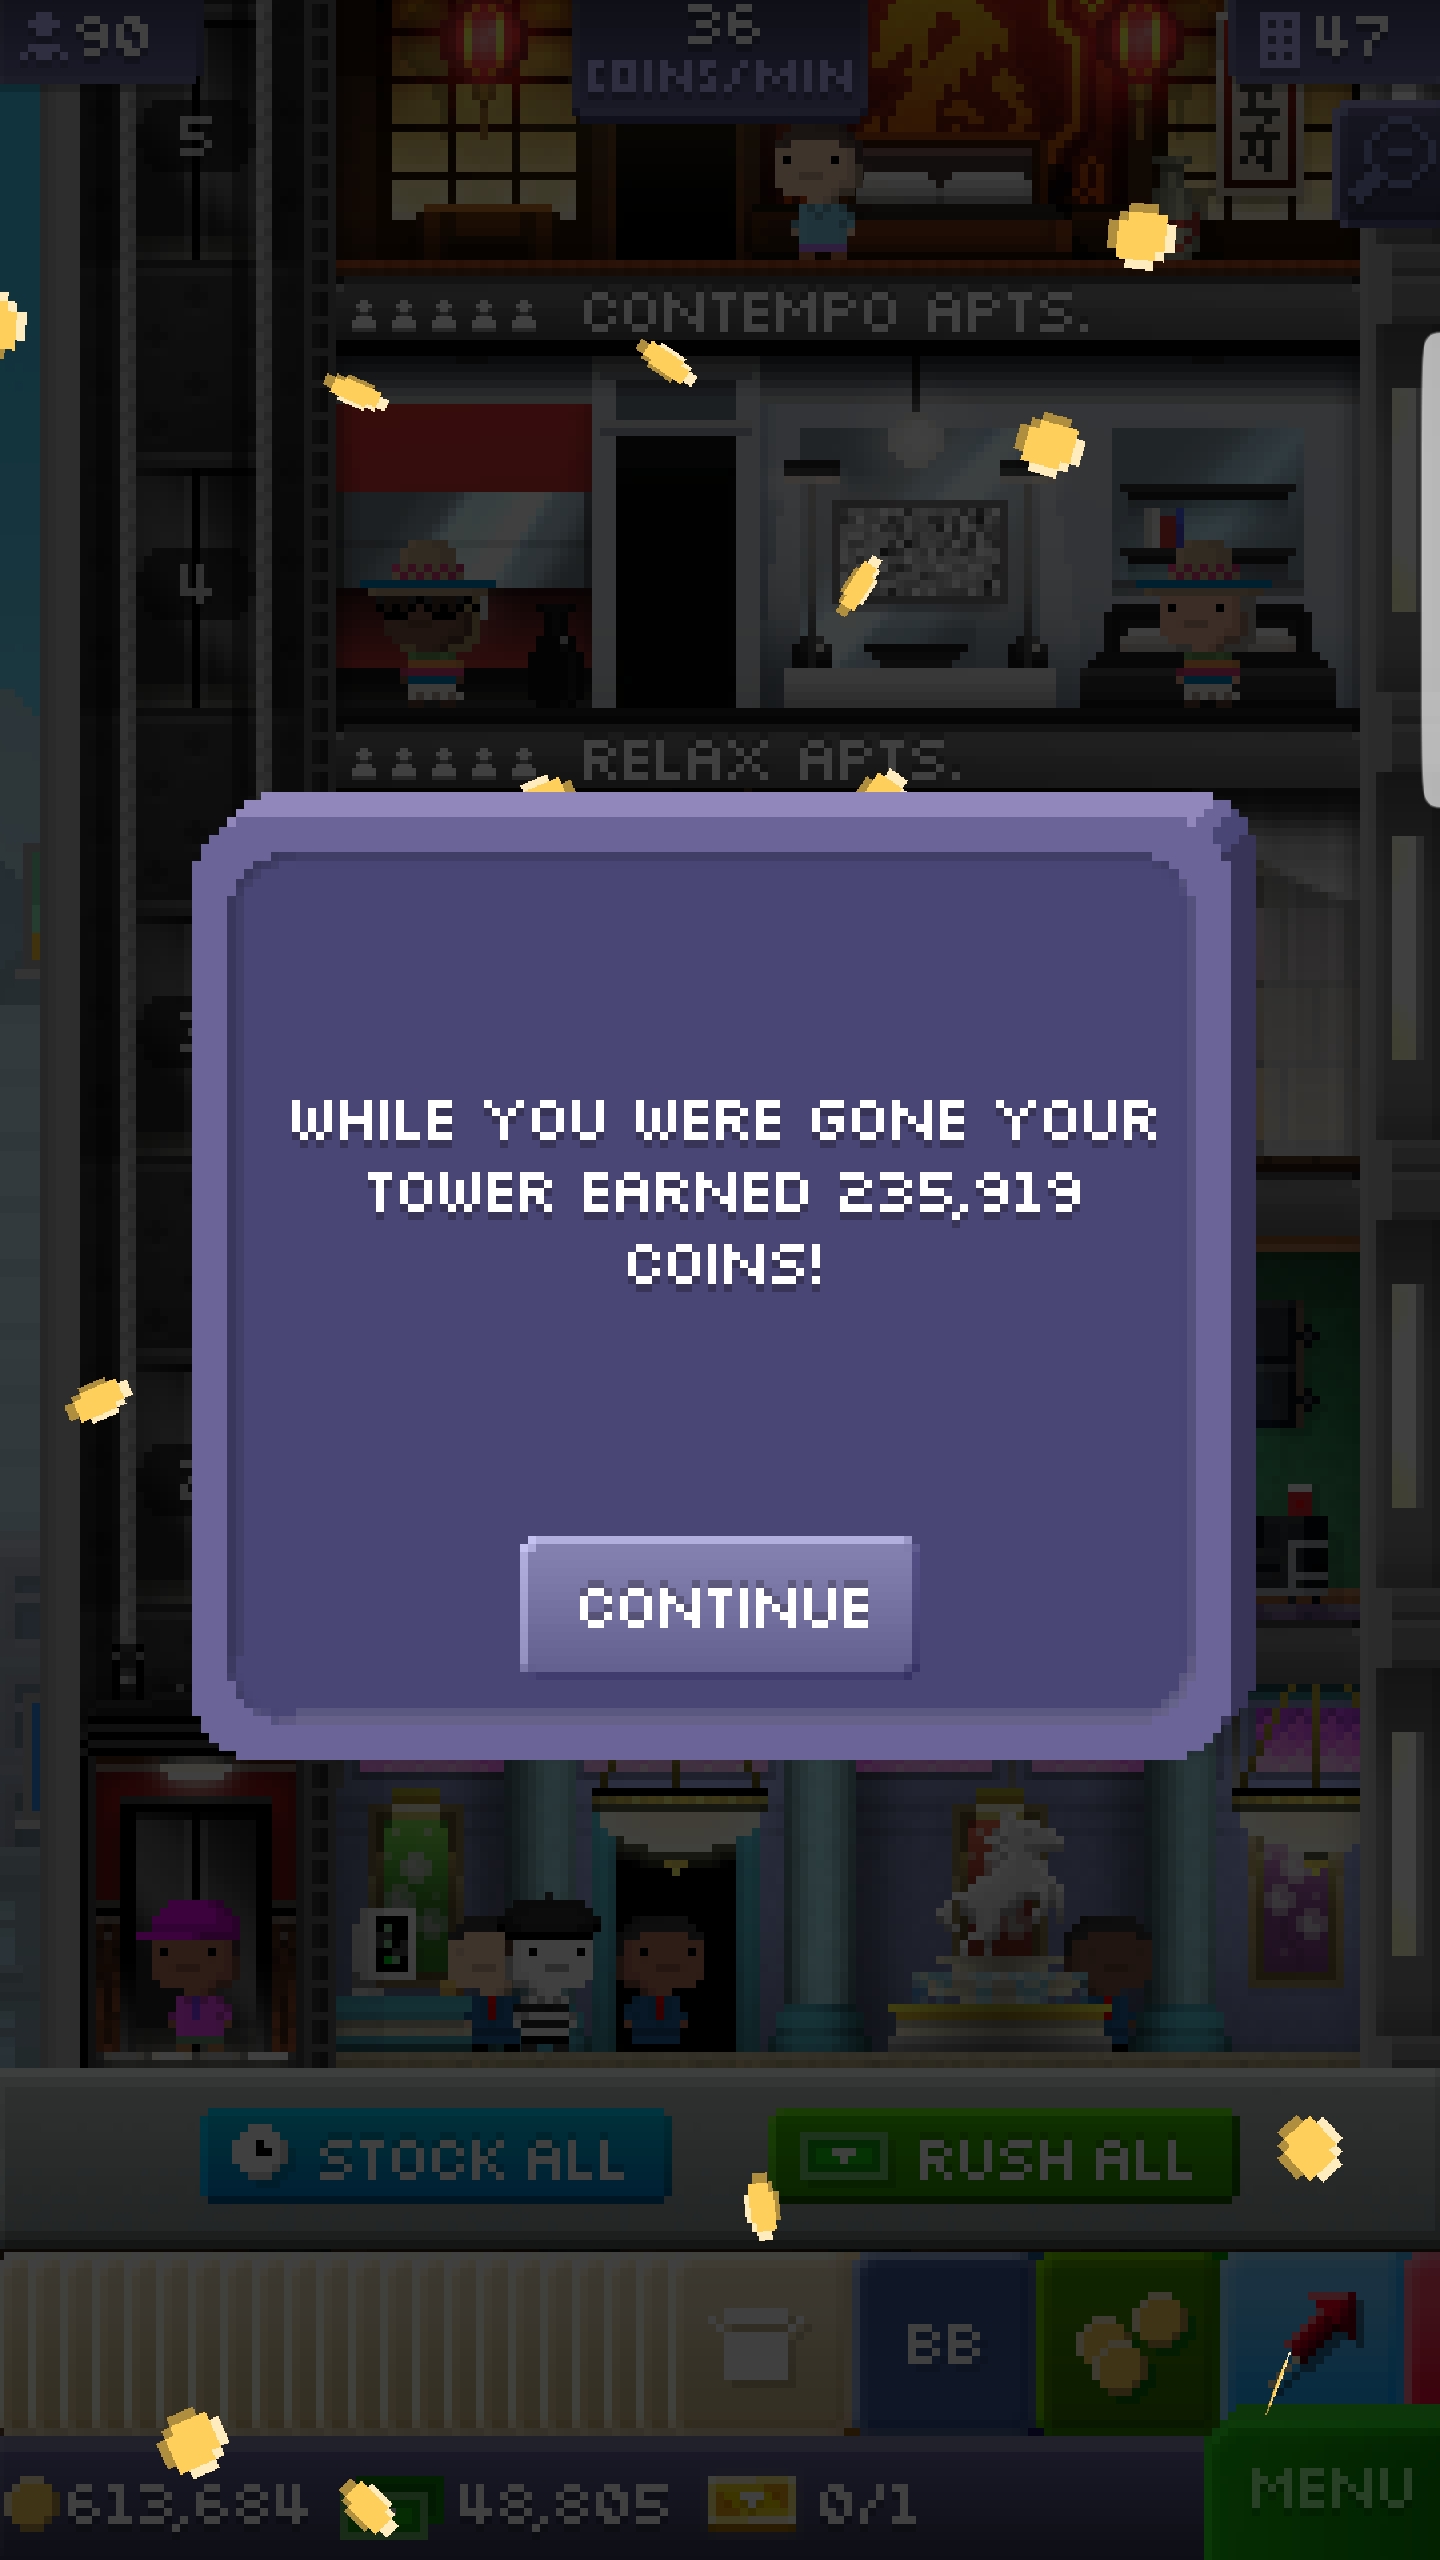 90
36
COINS/MIN
47
5
CONTEMPO APTS.
4
RELAX APTS.
WHILE YOU WERE GONE YOUR
TOWER EARNED 235,919
COINS!
CONTINUE
STOCK ALL
RUSH ALL
BB
613,684
48,805
0/1
MENU